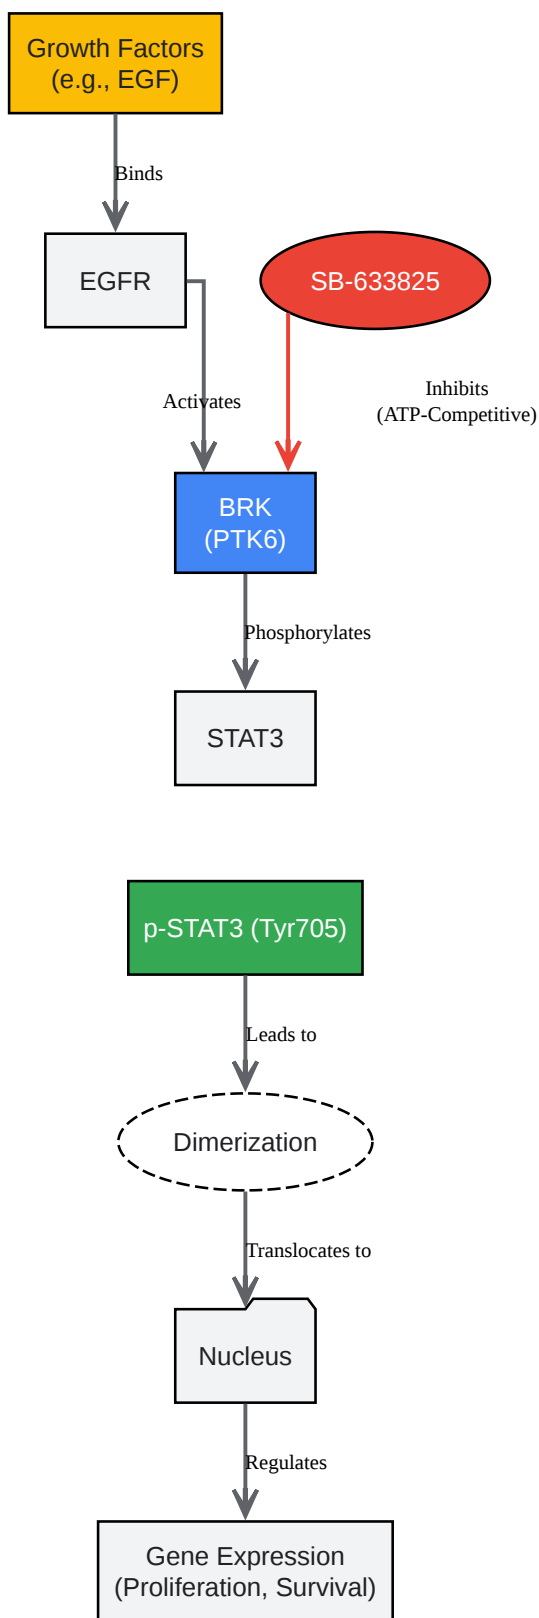 Growth Factors
(e.g., EGF)
Binds
EGFR
SB-633825
Activates
Inhibits
(ATP-Competitive)
BRK
(PTK6)
Phosphorylates
STAT3
p-STAT3 (Tyr705)
Leads to
Dimerization
Translocates to
Nucleus
Regulates
Gene Expression
(Proliferation, Survival)